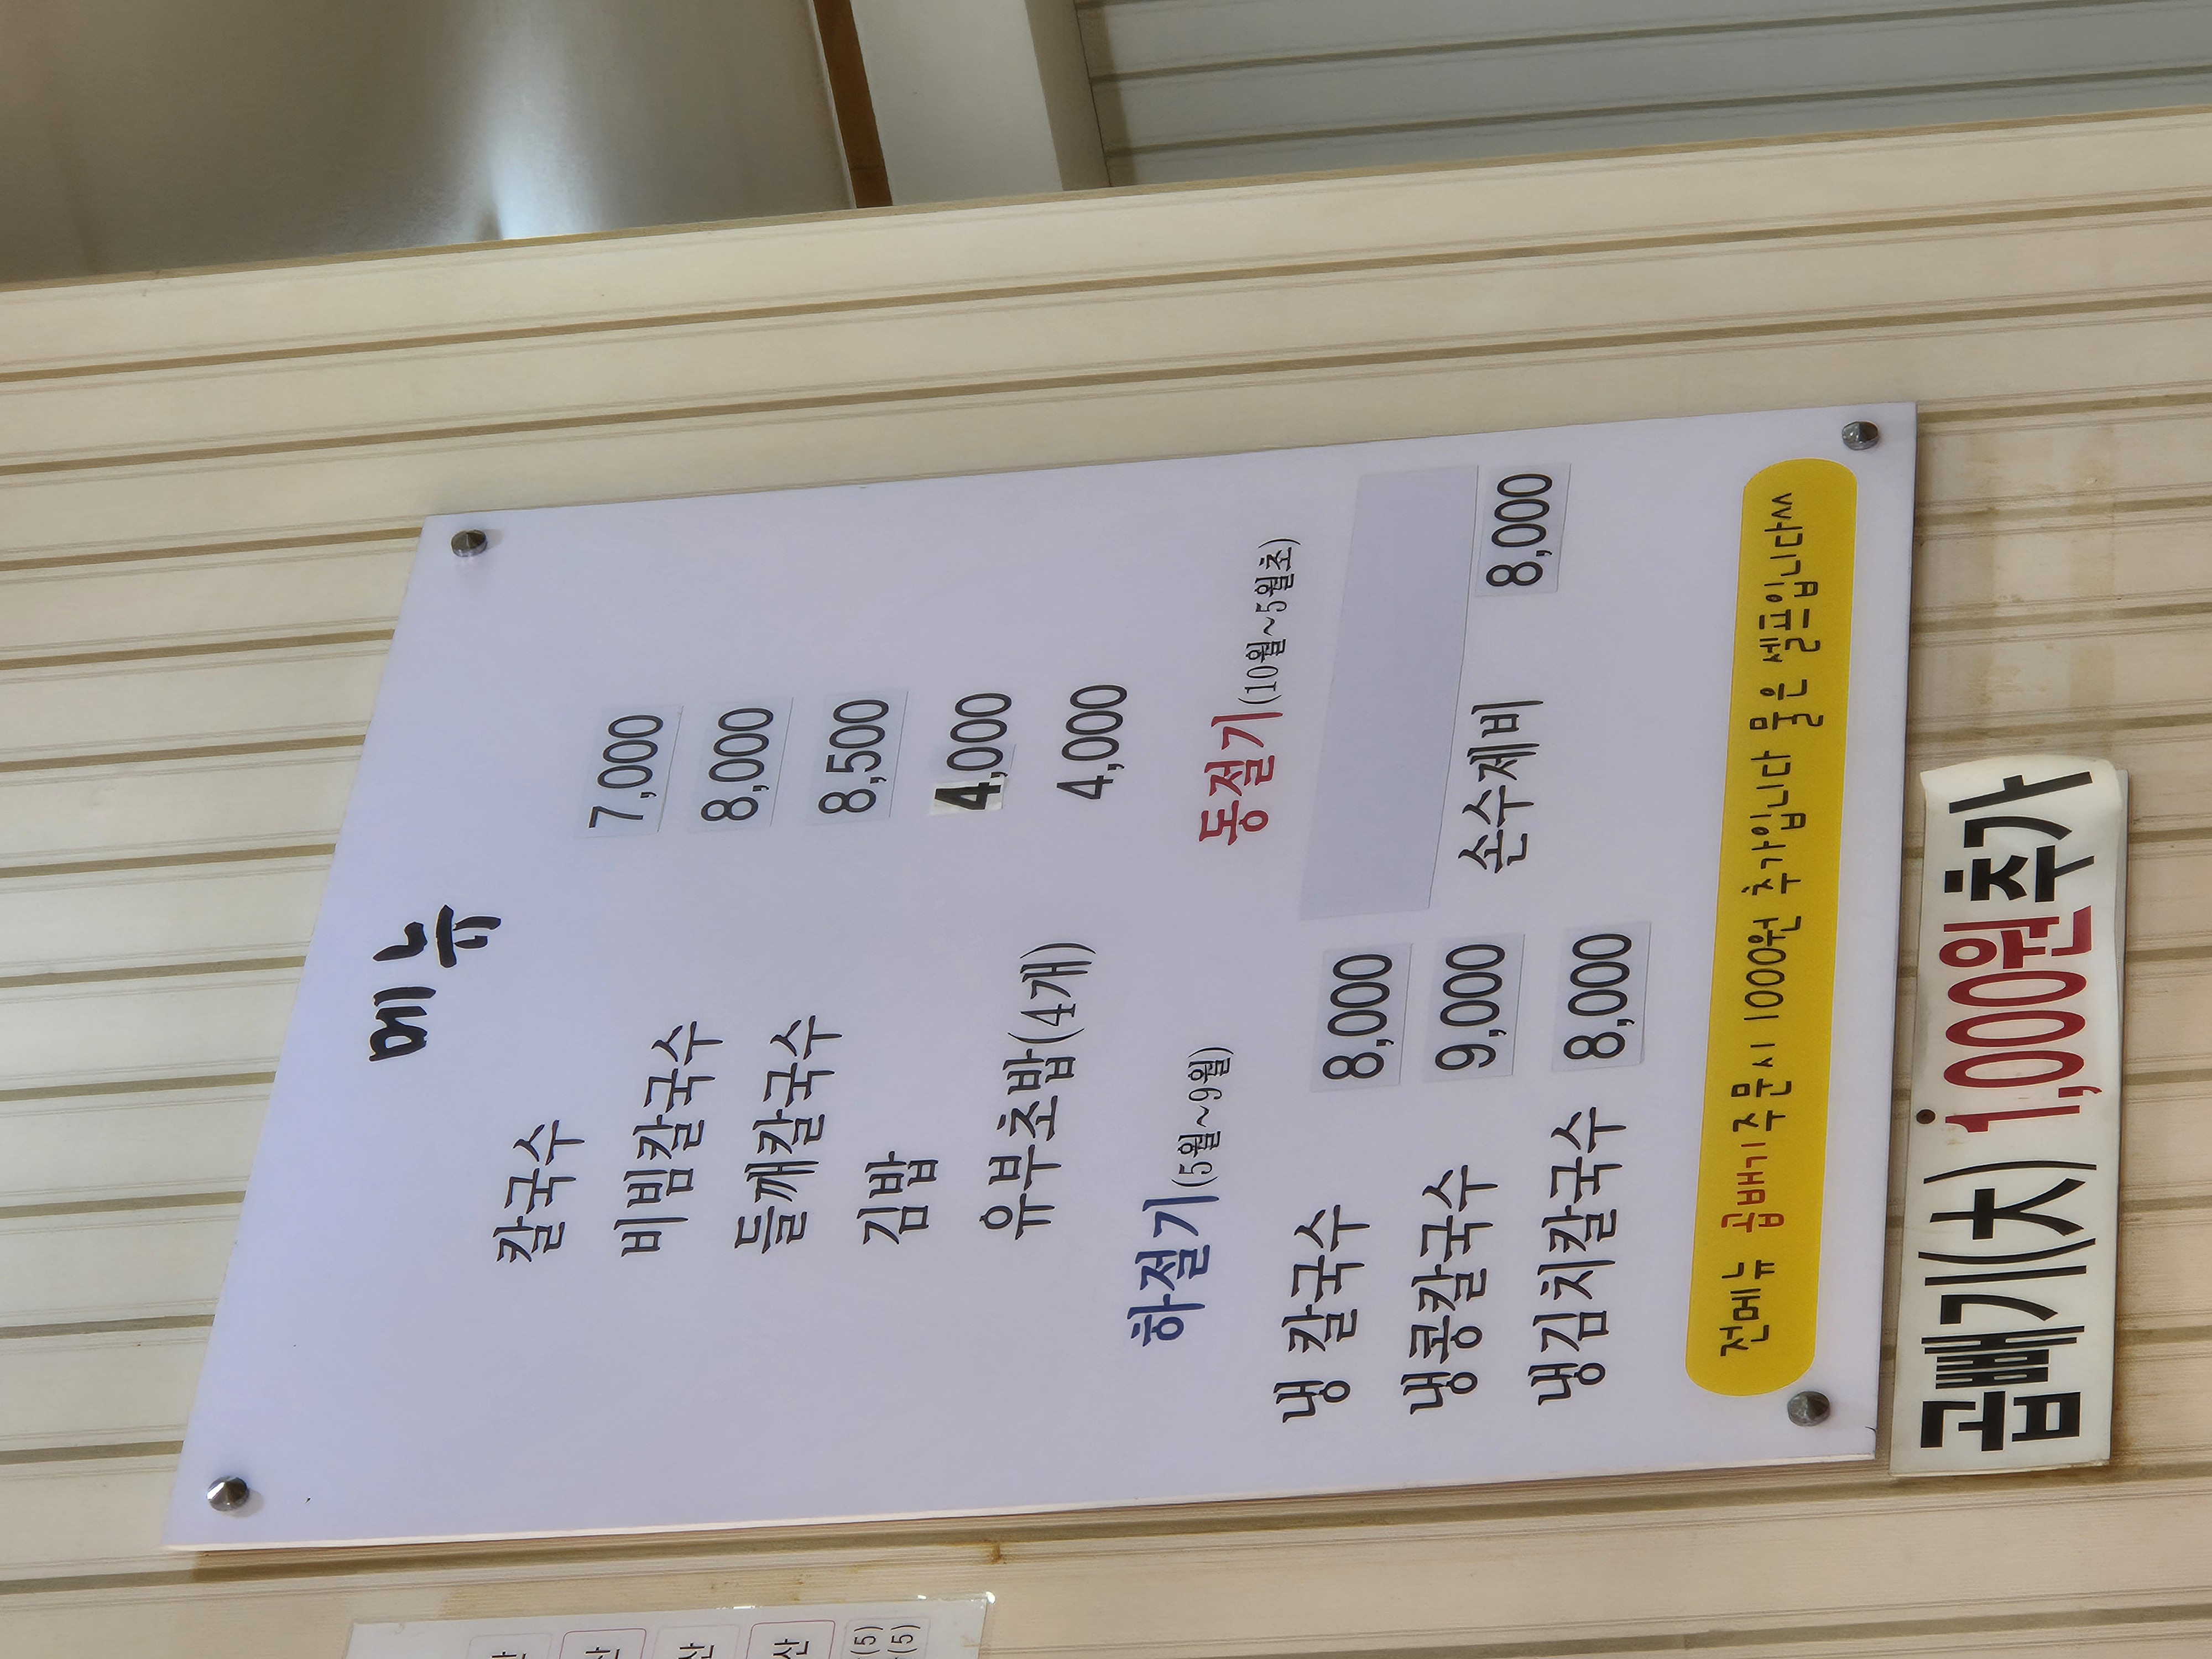 메뉴
칼국수 7,000
비빔칼국수 8,000
들깨칼국수 8,500
김밥 4,000
유부초밥(4개) 4,000
하절기(5월~9월)
냉 칼국수 8,000
냉콩칼국수 9,000
냉김치칼국수 8,000
동절기(10월~5월초)
손수제비 8,000
전메뉴 곱배기 주문시 1000원 추가입니다 물은 셀프입니다^^
곱빼기(大) 1,000원추가
산
산
산
(5)
(5)